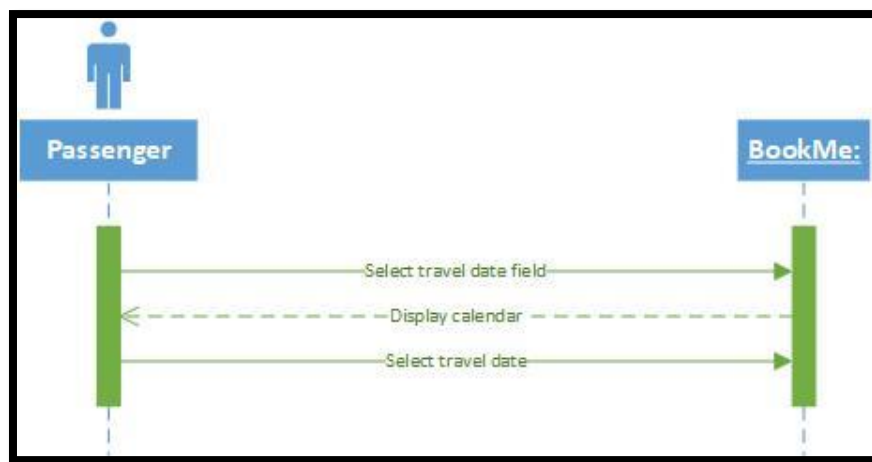 Passenger
BookMe:
Select travel date field
Display calendar
Select travel date